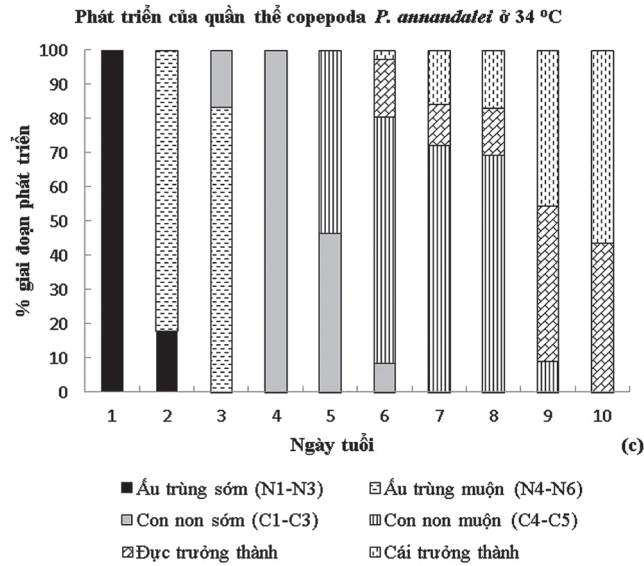 Phát triển của quần thể copepoda P. annandalei ở 34 ºC
% giai đoạn phát triển
100
90
80
70
60
50
40
30
20
10
0
1 2 3 4 5 6 7 8 9 10
Ngày tuổi
(c)
Ấu trùng sớm (N1-N3) Ấu trùng muộn (N4-N6)
Con non sớm (C1-C3) Con non muộn (C4-C5)
Đực trưởng thành Cái trưởng thành